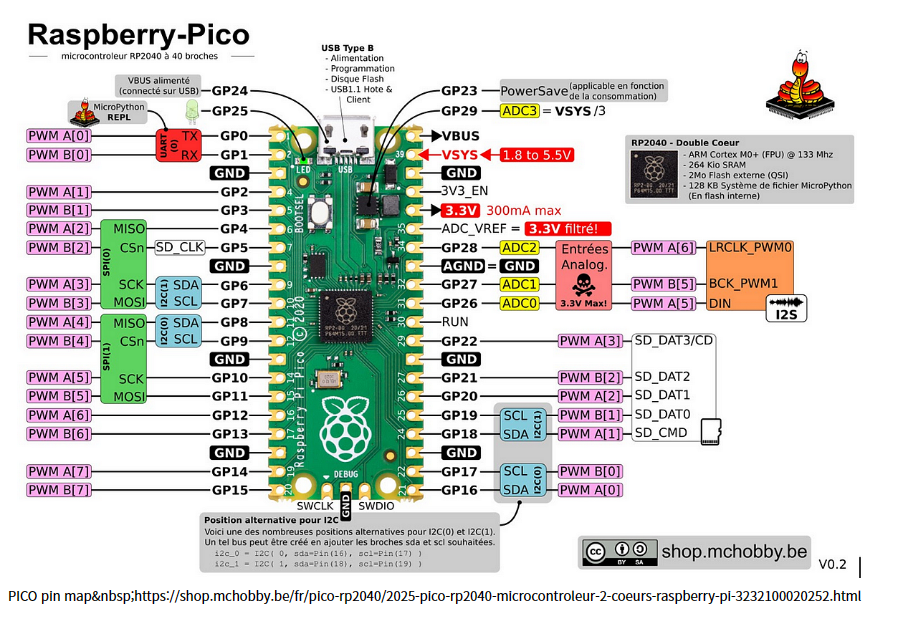 Raspberry-Pico
microcontroleur RP2040 à 40 broches
USB Type B
- Alimentation
- Programmation
- Disque Flash
- USB1.1 Hote &
Client
VBUS alimenté
(connecté sur USB)
GP24
GP25
MicroPython
REPL
GP23
PowerSave (applicable en fonction
de la consommation)
GP29 ADC3 = VSYS /3
PWM A[0] UART (0) TX GP0
PWM B[0] RX GP1
GND
PWM A[1] GP2
PWM B[1] GP3
PWM A[2] SPI(0) MISO GP4
PWM B[2] CSn SD_CLK GP5
GND
PWM A[3] SCK I2C(1) SDA GP6
PWM B[3] MOSI SCL GP7
PWM A[4] SPI(1) MISO I2C(0) SDA GP8
PWM B[4] CSn SCL GP9
GND
PWM A[5] SCK GP10
PWM B[5] MOSI GP11
PWM A[6] GP12
PWM B[6] GP13
GND
PWM A[7] GP14
PWM B[7] GP15
LED
USB
BOOTSEL
Raspberry Pi Pico © 2020
DEBUG
SWCLK GND SWDIO
39
VBUS
VSYS 1.8 to 5.5V
GND
3V3_EN
3.3V 300mA max
ADC_VREF = 3.3V filtré!
GP28 ADC2 Entrées PWM A[6] LRCLK_PWM0
AGND = GND Analog.
GP27 ADC1 PWM B[5] BCK_PWM1
GP26 ADC0 3.3V Max! PWM A[5] DIN
I2S
RUN
GP22 PWM A[3] SD_DAT3/CD
GND
GP21 PWM B[2] SD_DAT2
GP20 PWM A[2] SD_DAT1
GP19 SCL I2C(1) PWM B[1] SD_DAT0
GP18 SDA PWM A[1] SD_CMD
GND
GP17 SCL I2C(0) PWM B[0]
GP16 SDA PWM A[0]
RP2040 - Double Coeur
- ARM Cortex M0+ (FPU) @ 133 Mhz
- 264 Kio SRAM
- 2Mo Flash externe (QSI)
- 128 KB Système de fichier MicroPython
(En flash interne)
Position alternative pour I2C
Voici une des nombreuses positions alternatives pour I2C(0) et I2C(1).
Un tel bus peut être créé en ajouter les broches sda et scl souhaitées.
i2c_0 = I2C( 0, sda=Pin(16), scl=Pin(17) )
i2c_1 = I2C( 1, sda=Pin(18), scl=Pin(19) )
cc BY SA shop.mchobby.be
V0.2
PICO pin map&nbsp;https://shop.mchobby.be/fr/pico-rp2040/2025-pico-rp2040-microcontroleur-2-coeurs-raspberry-pi-3232100020252.html